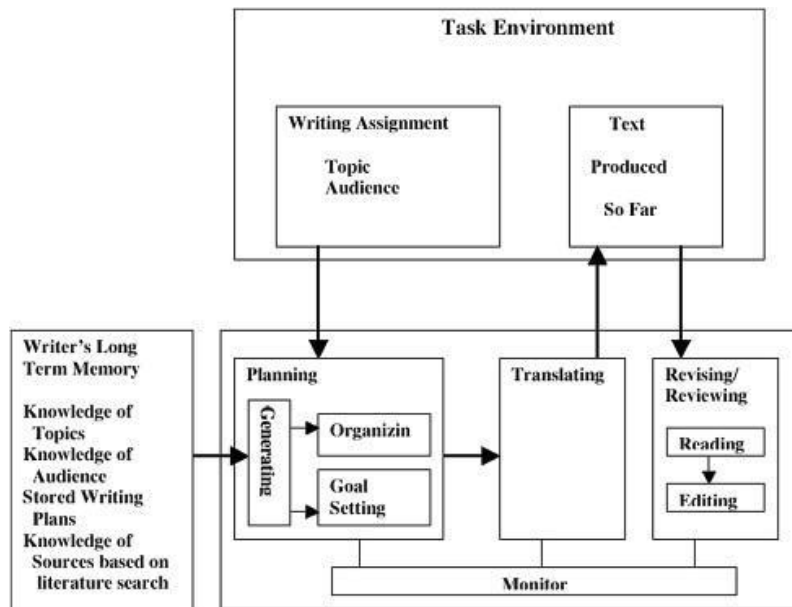 Task Environment
Writing Assignment
Topic
Audience
Text
Produced
So Far
Writer's Long
Term Memory
Knowledge of
Topics
Knowledge of
Audience
Stored Writing
Plans
Knowledge of
Sources based on
literature search
Planning
Generating
Organizin
Goal
Setting
Translating
Revising/
Reviewing
Reading
Editing
Monitor